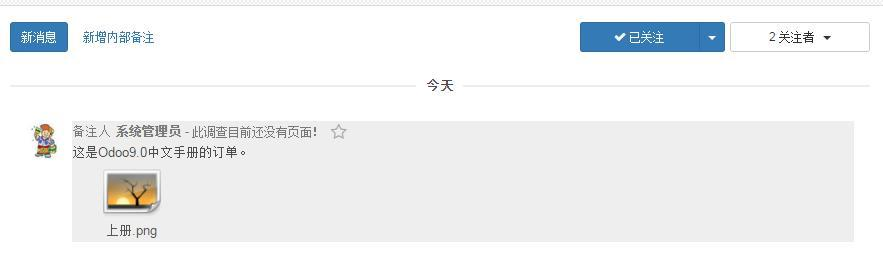 新消息 新增内部备注 已关注 2 关注者
今天
备注人 系统管理员 - 此调查目前还没有页面!
这是Odoo9.0中文手册的订单。
上册.png